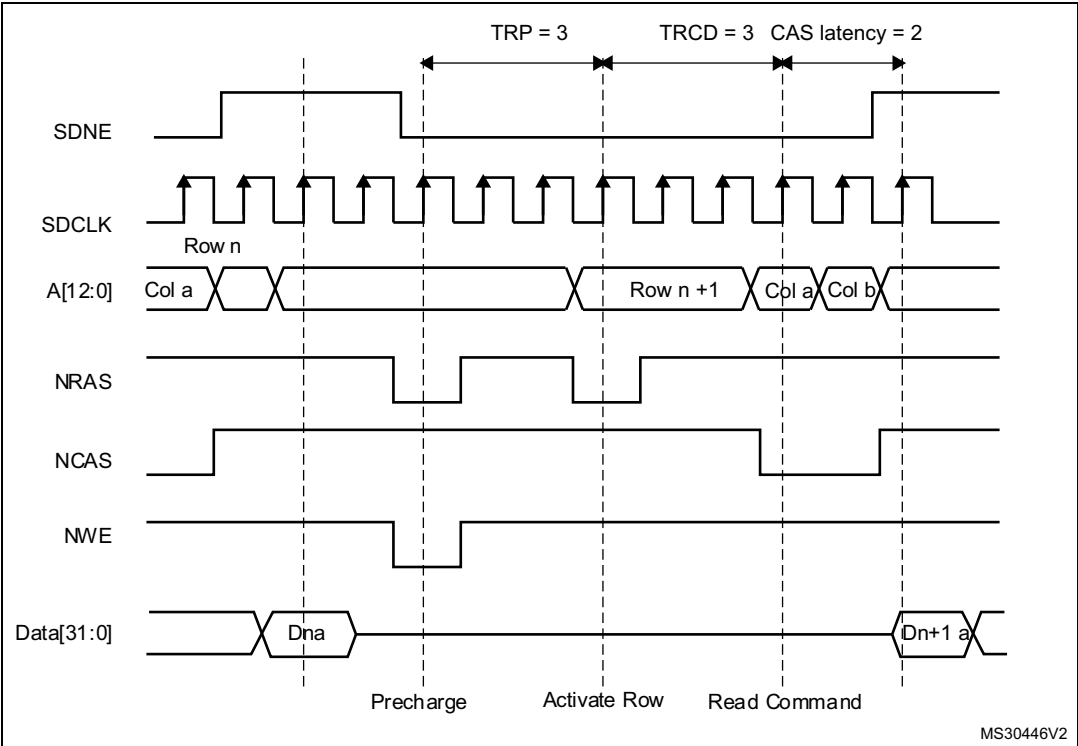 TRP = 3 TRCD = 3 CAS latency = 2
SDNE
SDCLK
Row n
A[12:0] Col a Row n +1 Col a Col b
NRAS
NCAS
NWE
Data[31:0] Dna Dn+1 a
Precharge Activate Row Read Command
MS30446V2